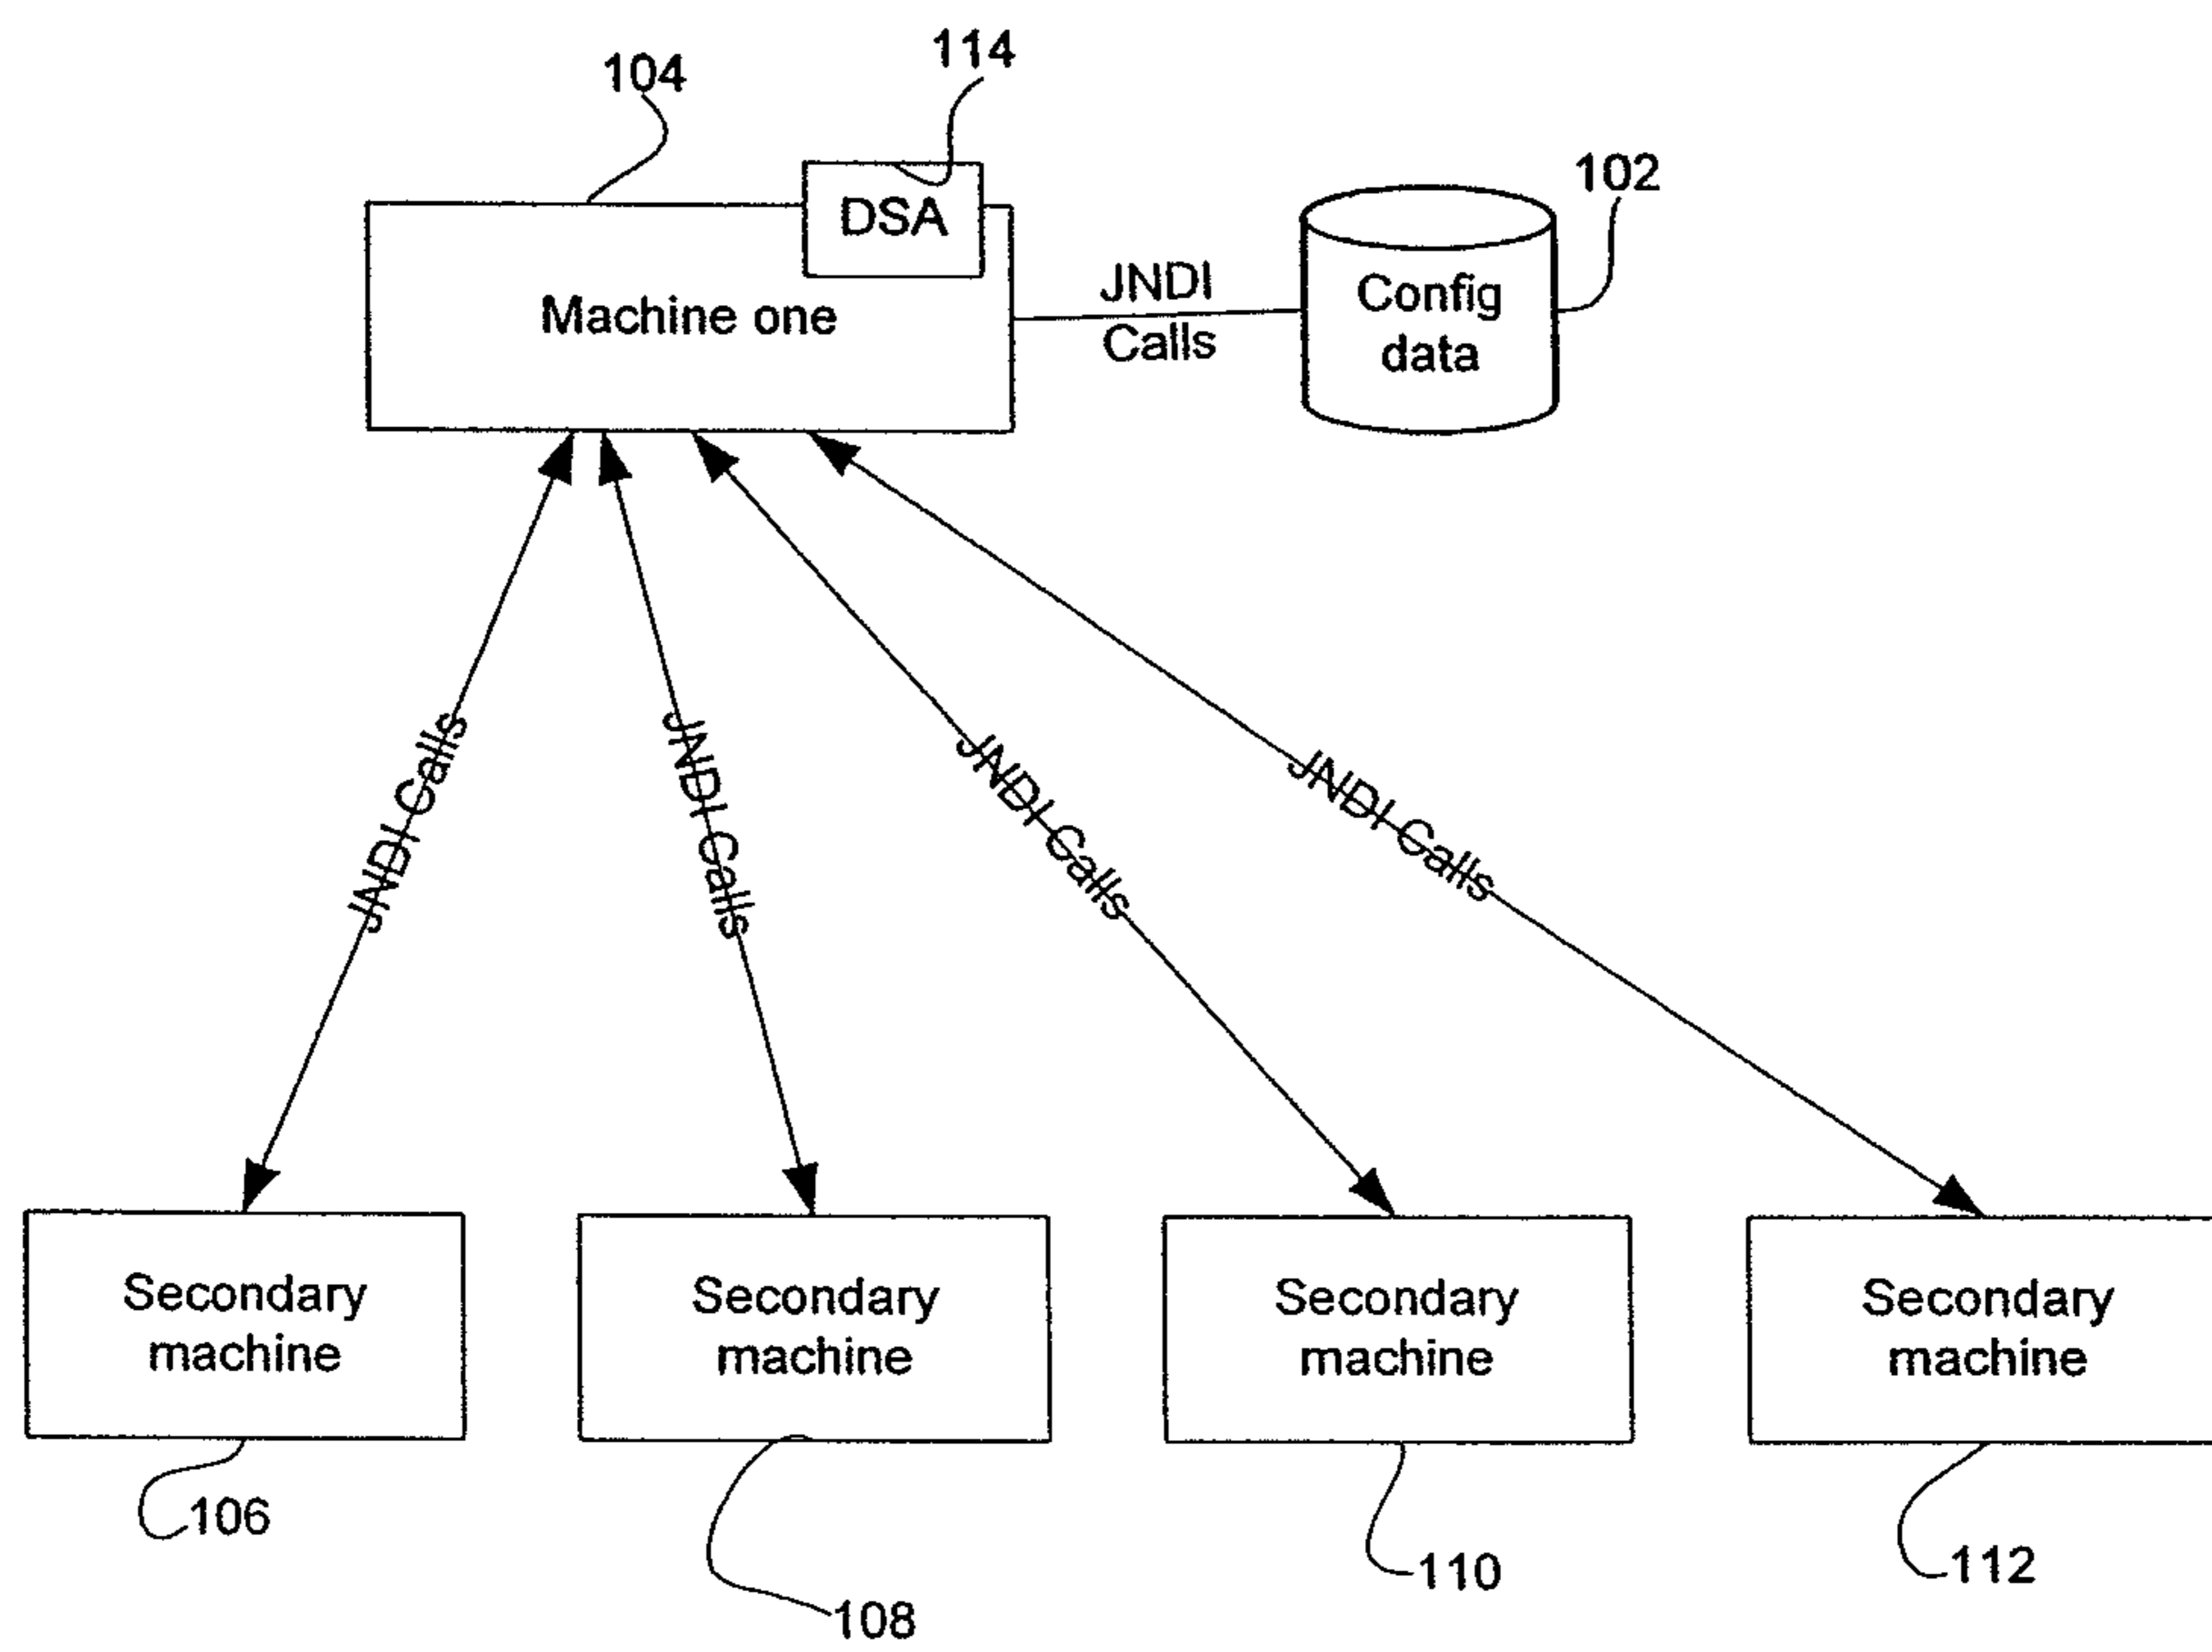 114
104
102
DSA
Machine one
JNDI
Calls
Config
data
JNDI Calls
JNDI Calls
JNDI Calls
JNDI Calls
Secondary
machine
Secondary
machine
Secondary
machine
Secondary
machine
106
108
110
112